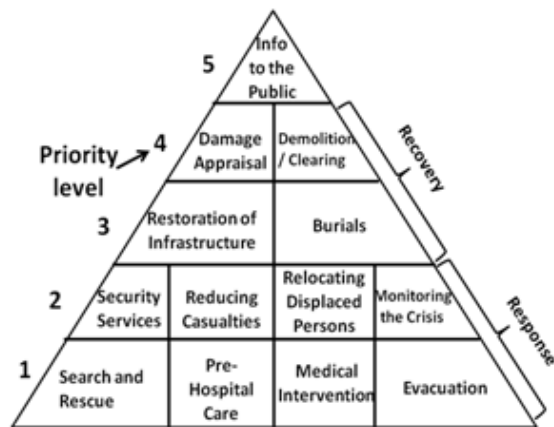 5
Info
to the
Public
Priority
level
4
Damage
Appraisal
Demolition
/ Clearing
Recovery
3
Restoration of
Infrastructure
Burials
2
Security
Services
Reducing
Casualties
Relocating
Displaced
Persons
Monitoring
the Crisis
Response
1
Search and
Rescue
Pre-
Hospital
Care
Medical
Intervention
Evacuation